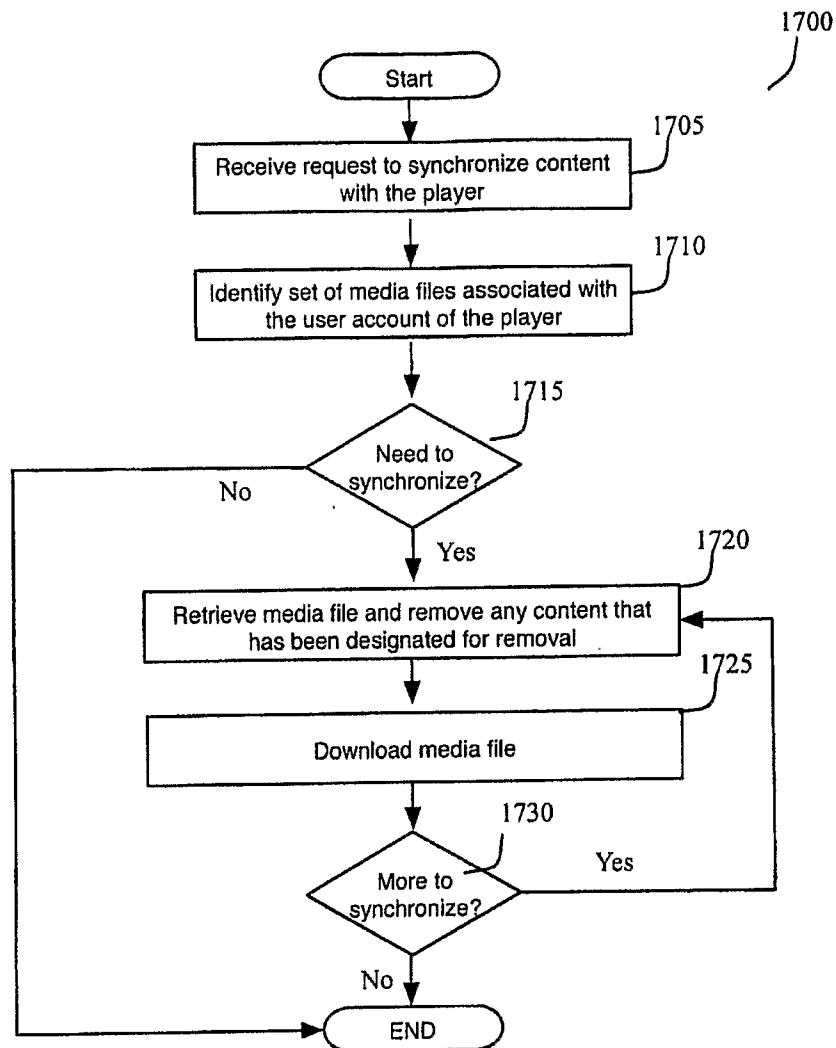 1700
Start
1705
Receive request to synchronize content
with the player
1710
Identify set of media files associated with
the user account of the player
1715
Need to
synchronize?
No
Yes
1720
Retrieve media file and remove any content that
has been designated for removal
1725
Download media file
1730
More to
synchronize?
Yes
No
END